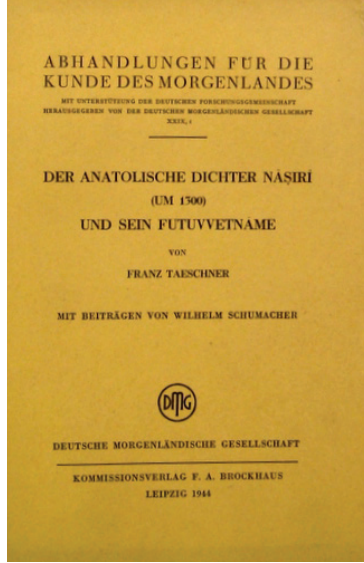 ABHANDLUNGEN FÜR DIE
KUNDE DES MORGENLANDES
MIT UNTERSTÜTZUNG DER DEUTSCHEN FORSCHUNGSGEMEINSCHAFT
HERAUSGEGEBEN VON DER DEUTSCHEN MORGENLÄNDISCHEN GESELLSCHAFT
XXIX, 1
DER ANATOLISCHE DICHTER NÁṢIRÍ
(UM 1300)
UND SEIN FUTUVVETNAME
VON
FRANZ TAESCHNER
MIT BEITRÄGEN VON WILHELM SCHUMACHER
DMG
DEUTSCHE MORGENLÄNDISCHE GESELLSCHAFT
KOMMISSIONSVERLAG F. A. BROCKHAUS
LEIPZIG 1944